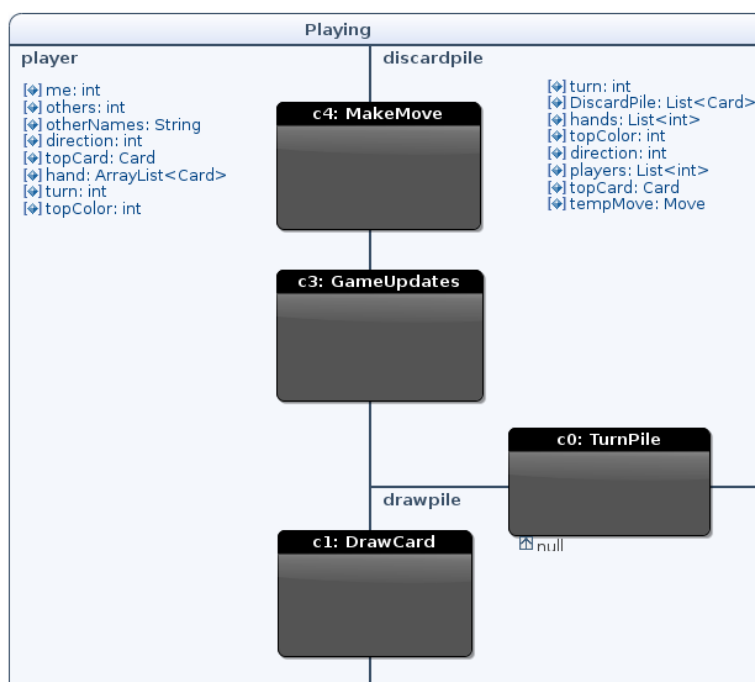 Playing
player
me: int
others: int
otherNames: String
direction: int
topCard: Card
hand: ArrayList<Card>
turn: int
topColor: int
discardpile
turn: int
DiscardPile: List<Card>
hands: List<int>
topColor: int
direction: int
players: List<int>
topCard: Card
tempMove: Move
c4: MakeMove
c3: GameUpdates
c0: TurnPile
null
drawpile
c1: DrawCard